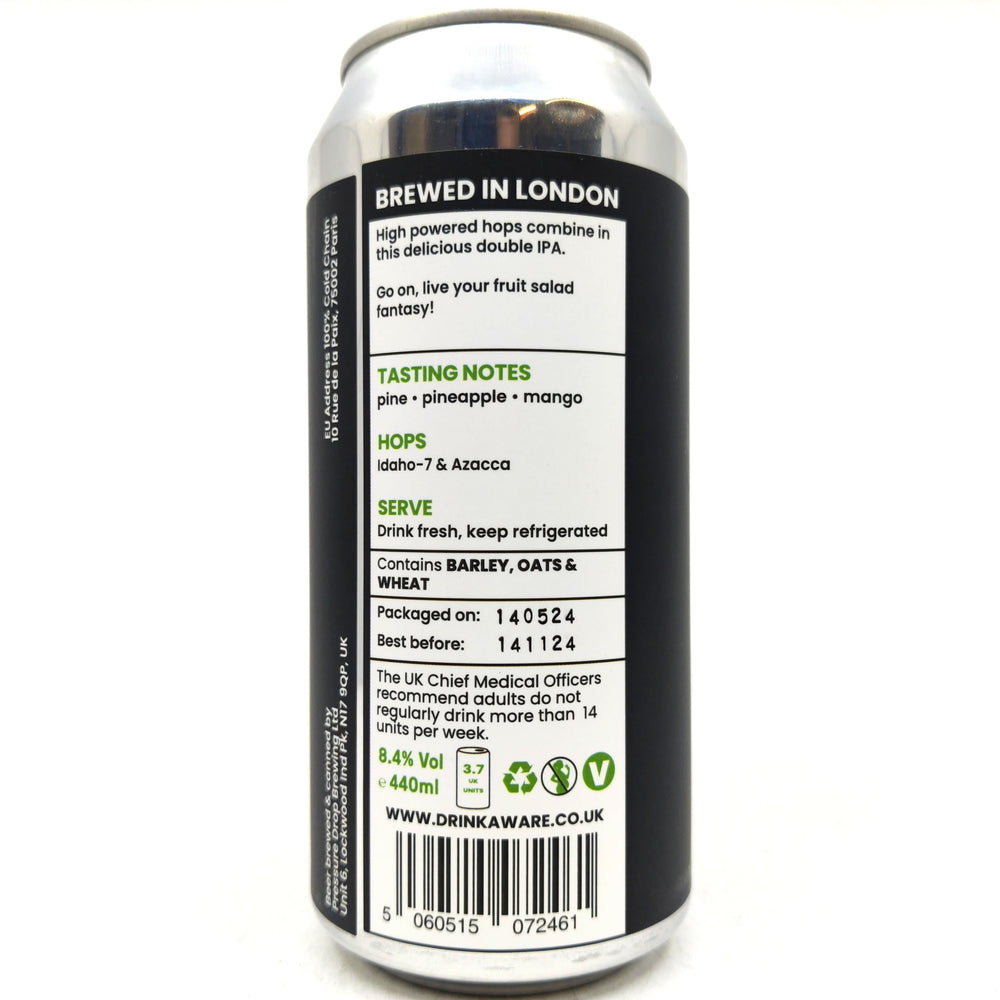 BREWED IN LONDON
High powered hops combine in
this delicious double IPA.
Go on, live your fruit salad
fantasy!
TASTING NOTES
pine • pineapple • mango
HOPS
Idaho-7 & Azacca
SERVE
Drink fresh, keep refrigerated
Contains BARLEY, OATS &
WHEAT
Packaged on: 140524
Best before: 141124
The UK Chief Medical Officers
recommend adults do not
regularly drink more than 14
units per week.
8.4% Vol
℮ 440ml
3.7
UK
UNITS
V
WWW.DRINKAWARE.CO.UK
5 060515 072461
EU Address 100% Cold Chain
10 Rue de la Paix, 75002 Paris
Beer brewed & canned by
Pressure Drop Brewing Ltd
Unit 6, Lockwood Ind Pk, N17 9QP, UK